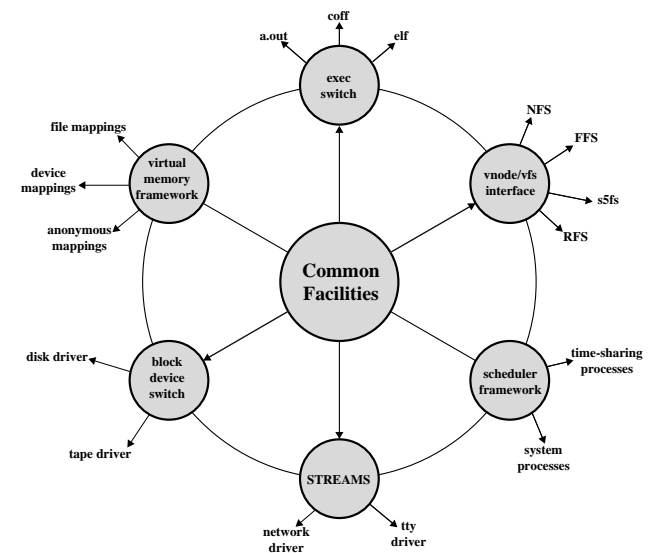 coff
a.out
elf
exec
switch
NFS
FFS
vnode/vfs
interface
s5fs
RFS
file mappings
virtual
memory
framework
device
mappings
anonymous
mappings
Common
Facilities
disk driver
block
device
switch
tape driver
scheduler
framework
time-sharing
processes
system
processes
STREAMS
network
driver
tty
driver